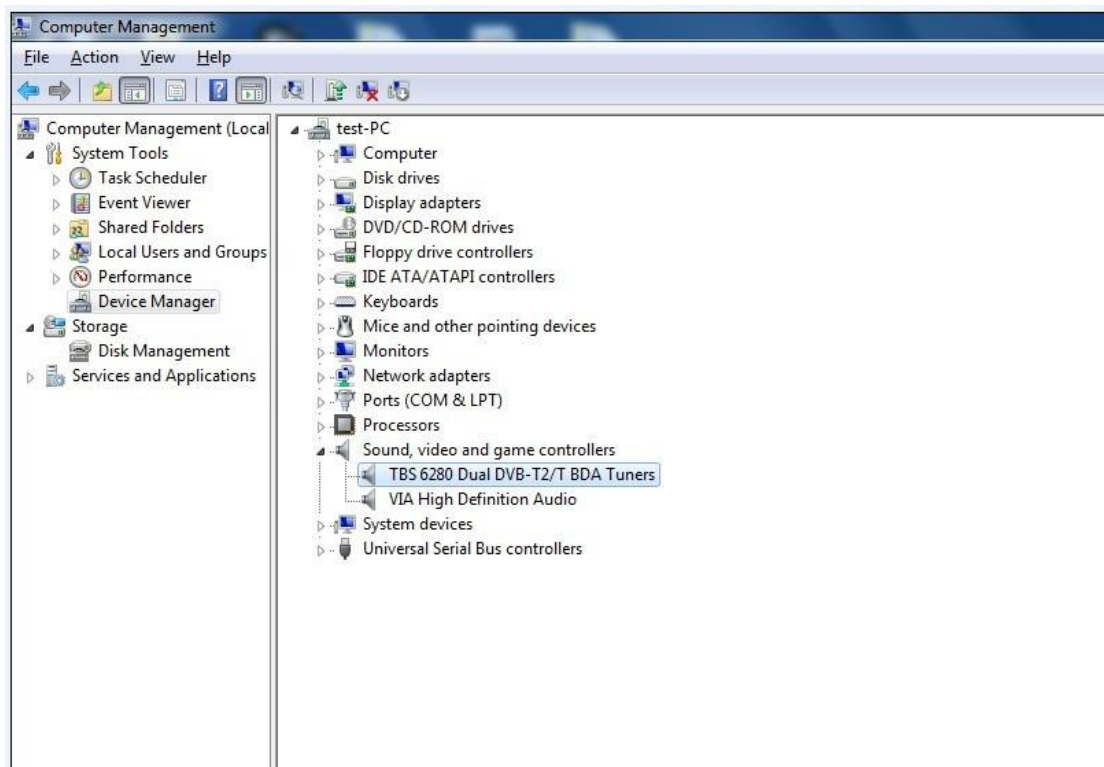 Computer Management
File Action View Help
Computer Management (Local
System Tools
Task Scheduler
Event Viewer
Shared Folders
Local Users and Groups
Performance
Device Manager
Storage
Disk Management
Services and Applications
test-PC
Computer
Disk drives
Display adapters
DVD/CD-ROM drives
Floppy drive controllers
IDE ATA/ATAPI controllers
Keyboards
Mice and other pointing devices
Monitors
Network adapters
Ports (COM & LPT)
Processors
Sound, video and game controllers
TBS 6280 Dual DVB-T2/T BDA Tuners
VIA High Definition Audio
System devices
Universal Serial Bus controllers